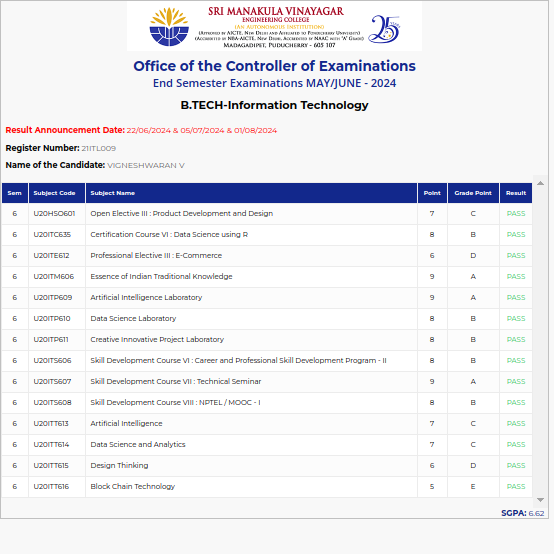 SRI MANAKULA VINAYAGAR
ENGINEERING COLLEGE
(AN AUTONOMOUS INSTITUTION)
(APPROVED BY AICTE, NEW DELHI AND AFFILIATED TO PONDICHERRY UNIVERSITY)
(ACCREDITED BY NBA-AICTE, NEW DELHI, ACCREDITED BY NAAC WITH "A" GRADE)
MADAGADIPET, PUDUCHERRY - 605 107
25
Office of the Controller of Examinations
End Semester Examinations MAY/JUNE - 2024
B.TECH-Information Technology
Result Announcement Date: 22/06/2024 & 05/07/2024 & 01/08/2024
Register Number: 21ITL009
Name of the Candidate: VIGNESHWARAN V
Sem Subject Code Subject Name Point Grade Point Result
6 U20HSO601 Open Elective III : Product Development and Design 7 C PASS
6 U20ITC635 Certification Course VI : Data Science using R 8 B PASS
6 U20ITE612 Professional Elective III : E-Commerce 6 D PASS
6 U20ITM606 Essence of Indian Traditional Knowledge 9 A PASS
6 U20ITP609 Artificial Intelligence Laboratory 9 A PASS
6 U20ITP610 Data Science Laboratory 8 B PASS
6 U20ITP611 Creative Innovative Project Laboratory 8 B PASS
6 U20ITS606 Skill Development Course VI : Career and Professional Skill Development Program - II 8 B PASS
6 U20ITS607 Skill Development Course VII : Technical Seminar 9 A PASS
6 U20ITS608 Skill Development Course VIII : NPTEL / MOOC - I 8 B PASS
6 U20ITT613 Artificial Intelligence 7 C PASS
6 U20ITT614 Data Science and Analytics 7 C PASS
6 U20ITT615 Design Thinking 6 D PASS
6 U20ITT616 Block Chain Technology 5 E PASS
SGPA: 6.62